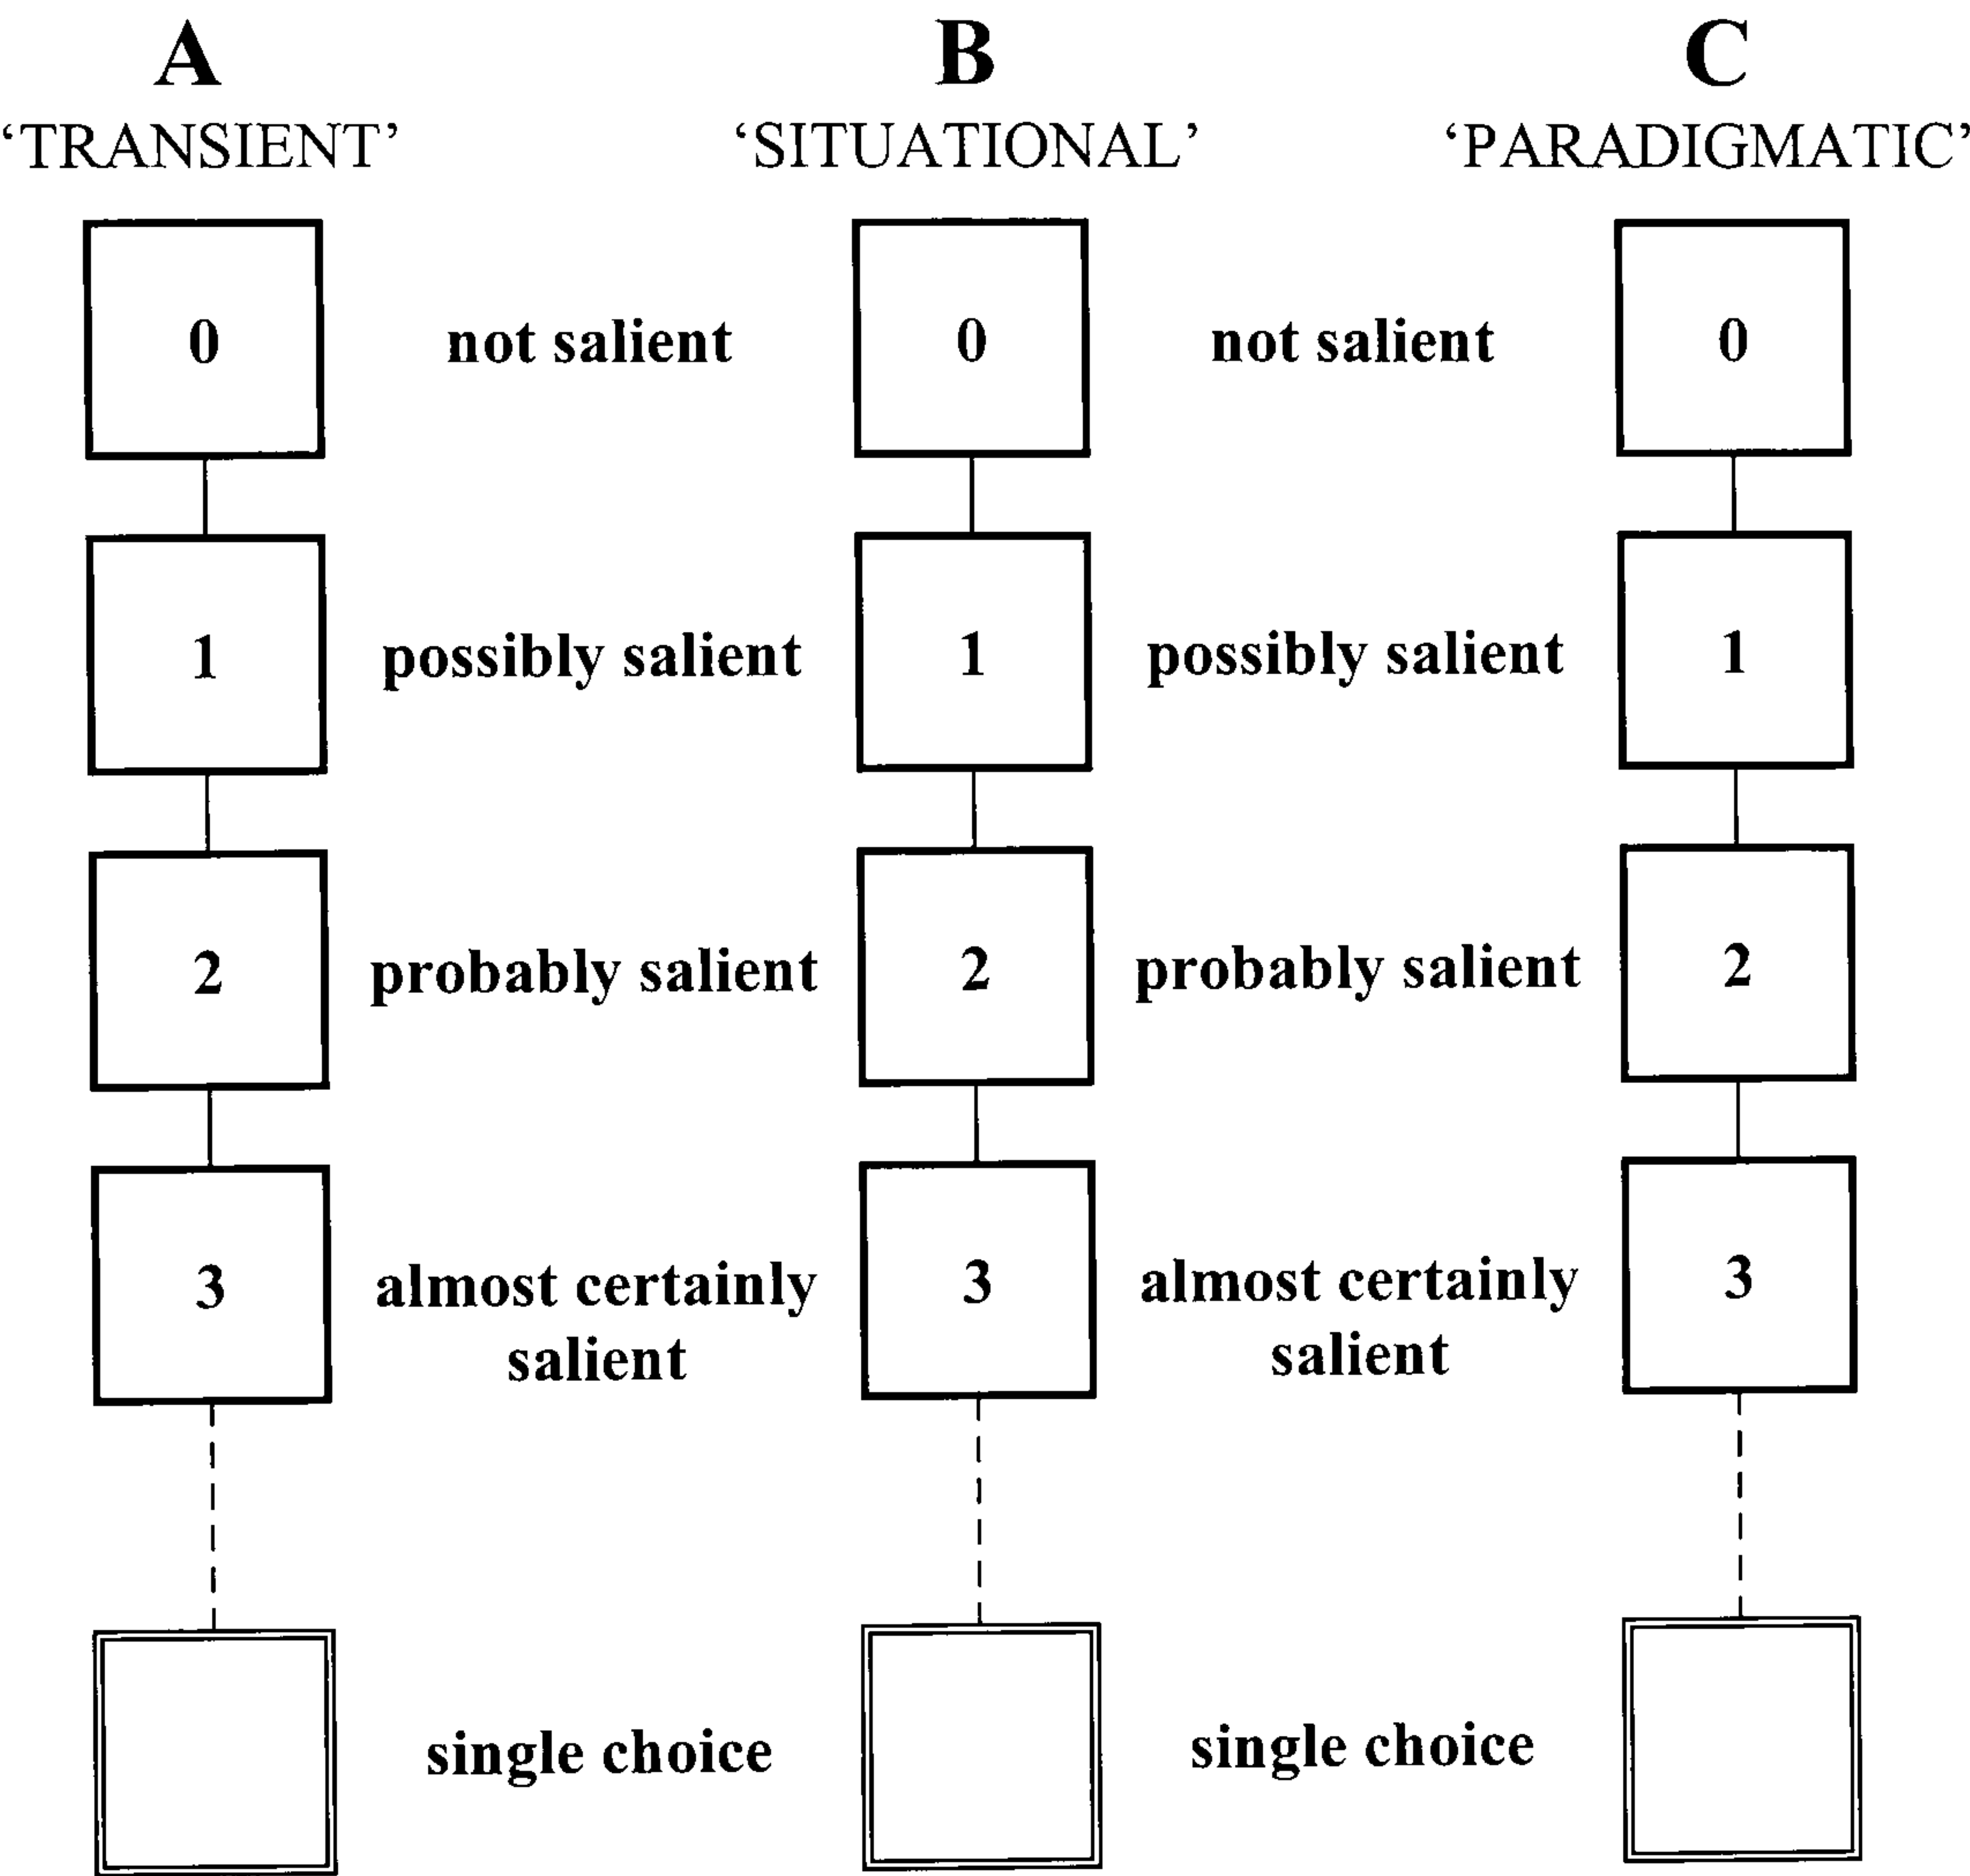 A B C
‘TRANSIENT’ ‘SITUATIONAL’ ‘PARADIGMATIC’
0 not salient 0 not salient 0
1 possibly salient 1 possibly salient 1
2 probably salient 2 probably salient 2
3 almost certainly 3 almost certainly 3
salient salient
single choice single choice